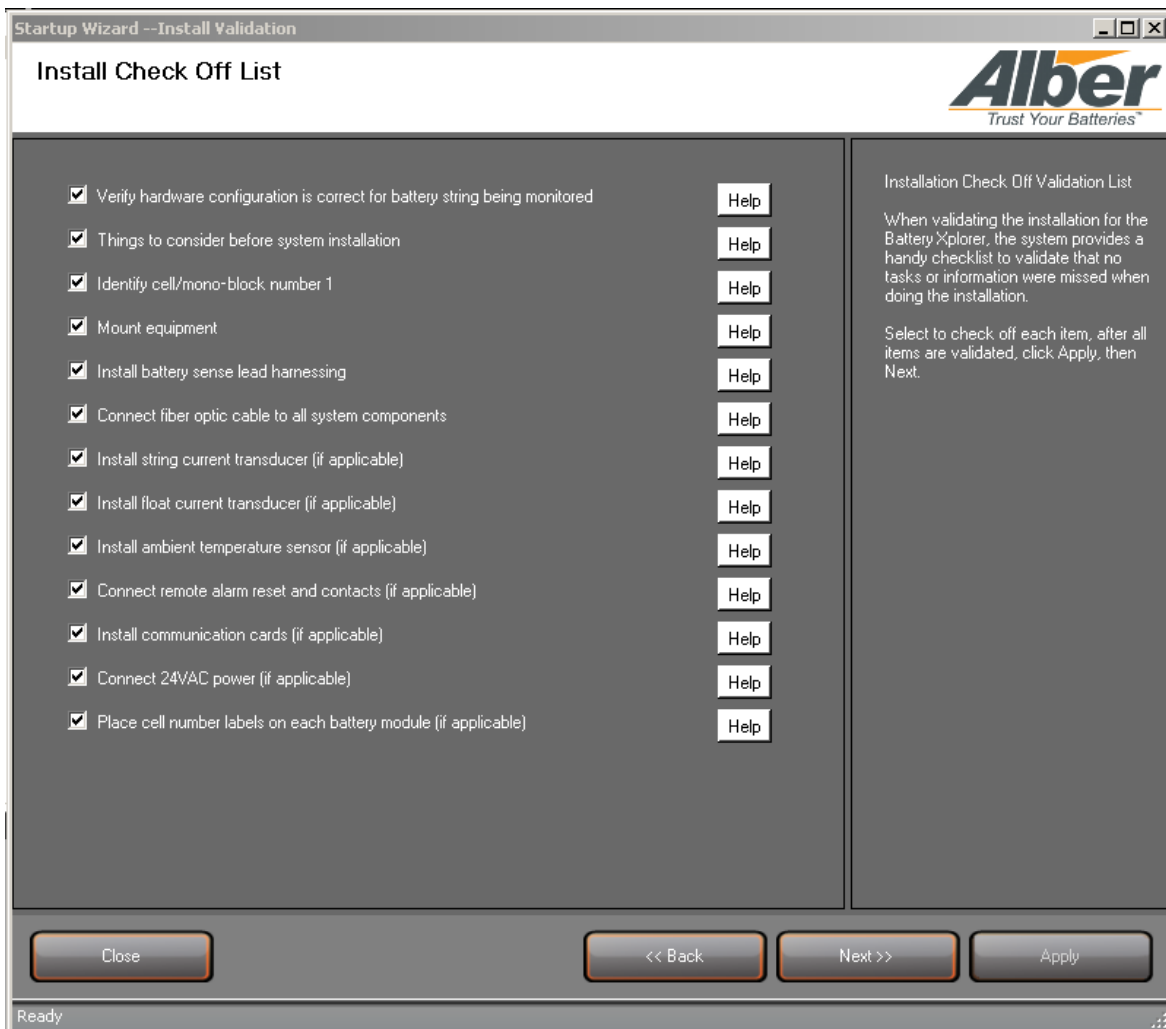 Startup Wizard --Install Validation
Install Check Off List
Alber
Trust Your Batteries™
Verify hardware configuration is correct for battery string being monitored
Help
Things to consider before system installation
Help
Identify cell/mono-block number 1
Help
Mount equipment
Help
Install battery sense lead harnessing
Help
Connect fiber optic cable to all system components
Help
Install string current transducer (if applicable)
Help
Install float current transducer (if applicable)
Help
Install ambient temperature sensor (if applicable)
Help
Connect remote alarm reset and contacts (if applicable)
Help
Install communication cards (if applicable)
Help
Connect 24VAC power (if applicable)
Help
Place cell number labels on each battery module (if applicable)
Help
Installation Check Off Validation List
When validating the installation for the
Battery Xplorer, the system provides a
handy checklist to validate that no
tasks or information were missed when
doing the installation.
Select to check off each item, after all
items are validated, click Apply, then
Next.
Close
<< Back
Next >>
Apply
Ready